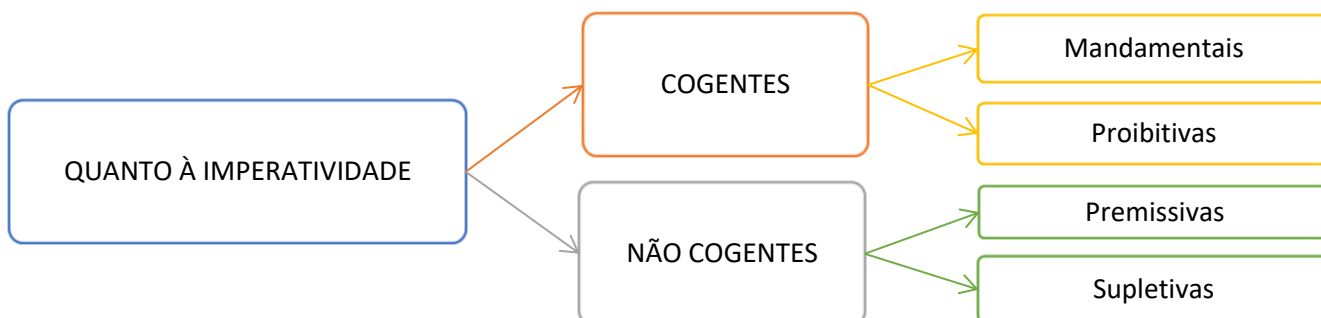 QUANTO À IMPERATIVIDADE
COGENTES
Mandamentais
Proibitivas
NÃO COGENTES
Premissivas
Supletivas